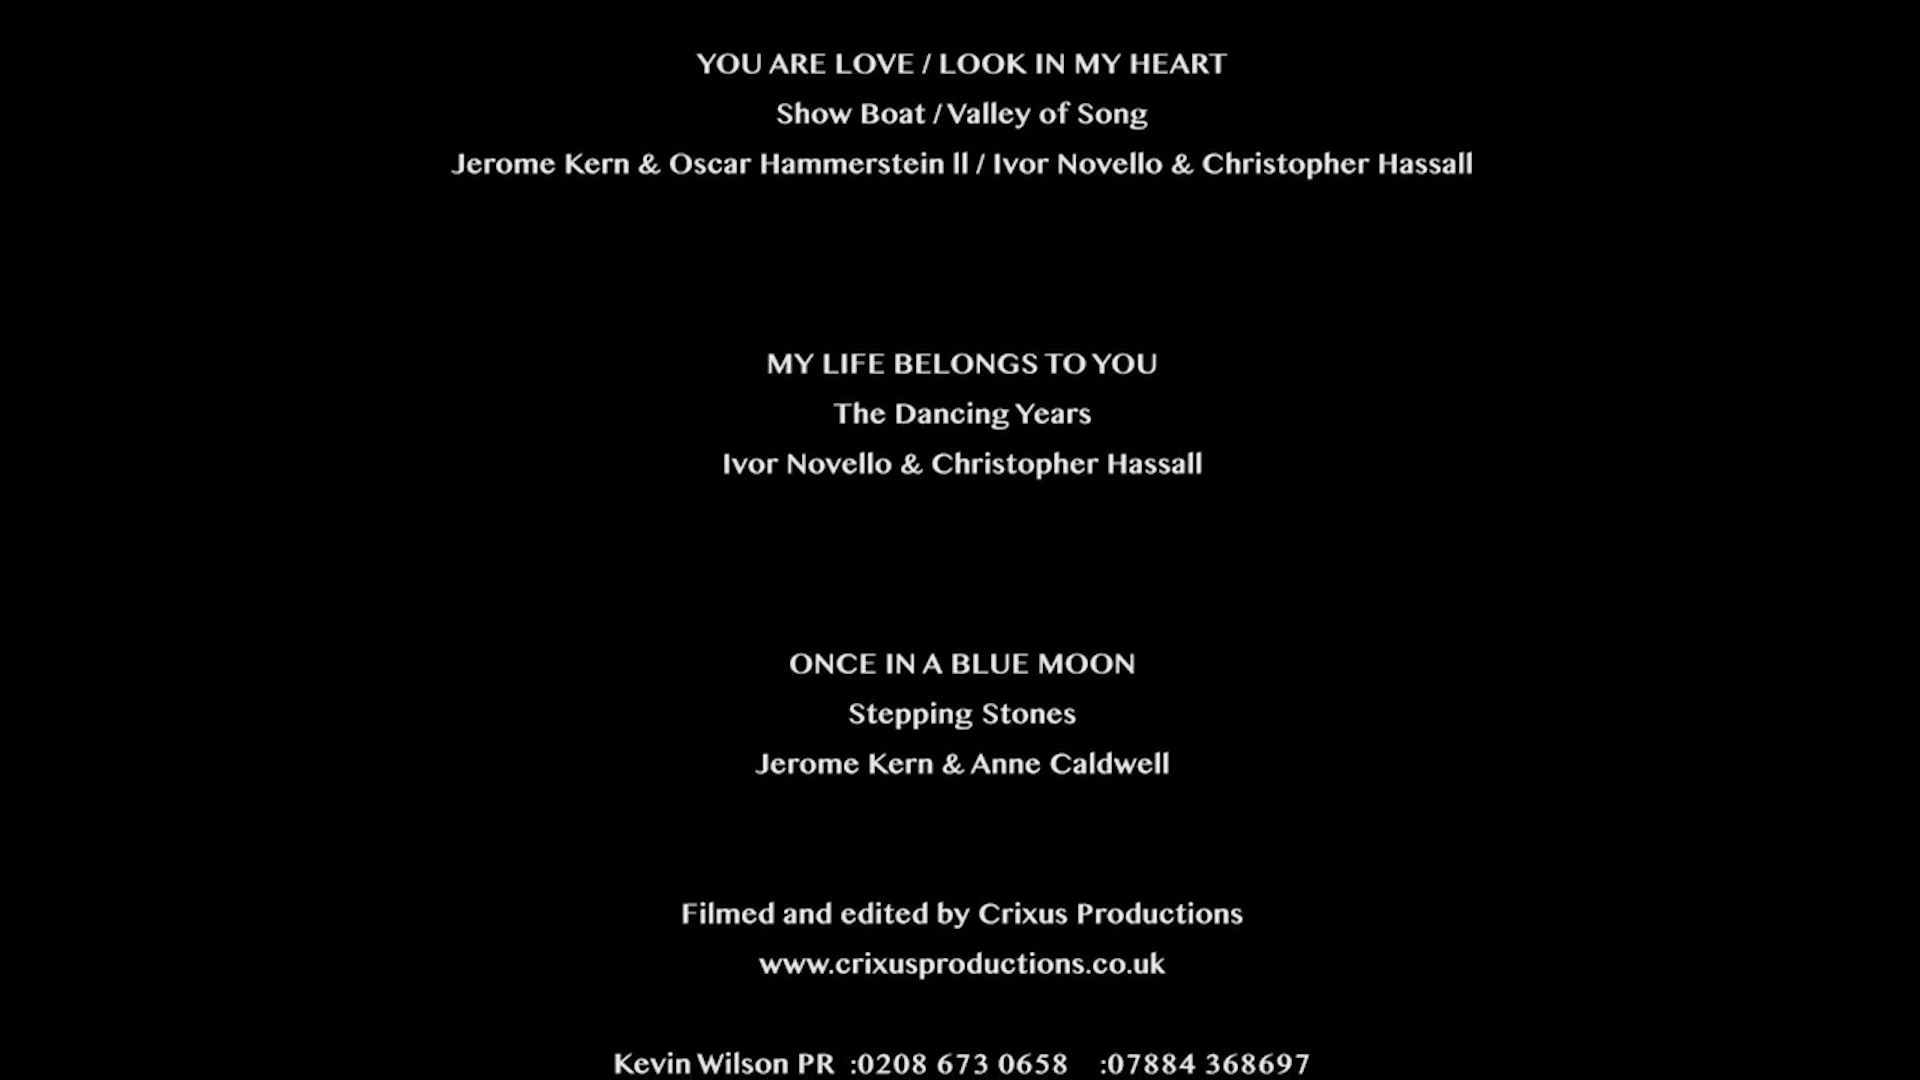 YOU ARE LOVE / LOOK IN MY HEART
Show Boat / Valley of Song
Jerome Kern & Oscar Hammerstein ll / Ivor Novello & Christopher Hassall
MY LIFE BELONGS TO YOU
The Dancing Years
Ivor Novello & Christopher Hassall
ONCE IN A BLUE MOON
Stepping Stones
Jerome Kern & Anne Caldwell
Filmed and edited by Crixus Productions
www.crixusproductions.co.uk
Kevin Wilson PR :0208 673 0658 :07884 368697